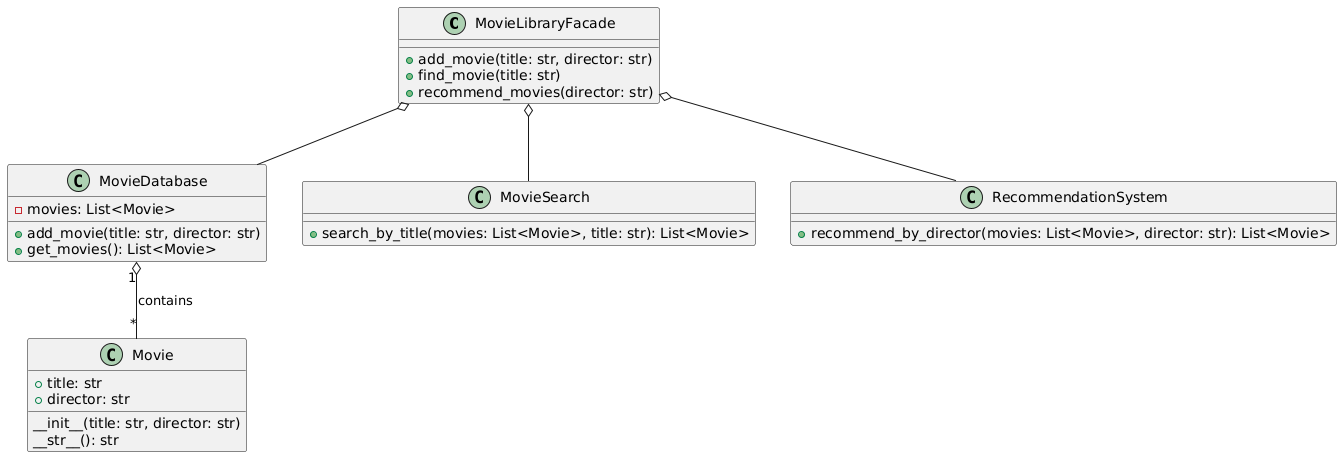 C MovieLibraryFacade
add_movie(title: str, director: str)
find_movie(title: str)
recommend_movies(director: str)
C MovieDatabase
movies: List<Movie>
add_movie(title: str, director: str)
get_movies(): List<Movie>
C MovieSearch
search_by_title(movies: List<Movie>, title: str): List<Movie>
C RecommendationSystem
recommend_by_director(movies: List<Movie>, director: str): List<Movie>
1
contains
*
C Movie
title: str
director: str
__init__(title: str, director: str)
__str__(): str